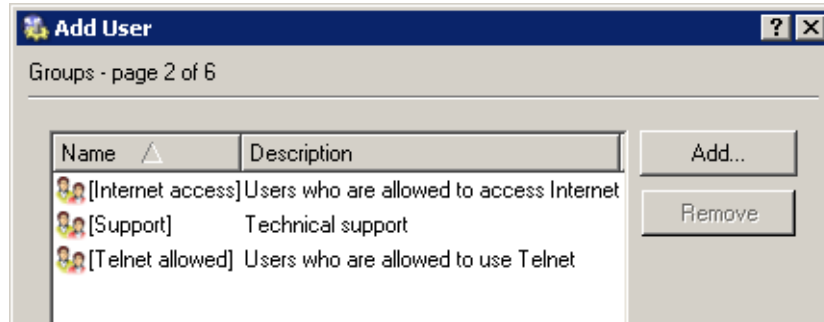 Add User
Groups - page 2 of 6
Name Description
Add...
[Internet access] Users who are allowed to access Internet
Remove
[Support] Technical support
[Telnet allowed] Users who are allowed to use Telnet